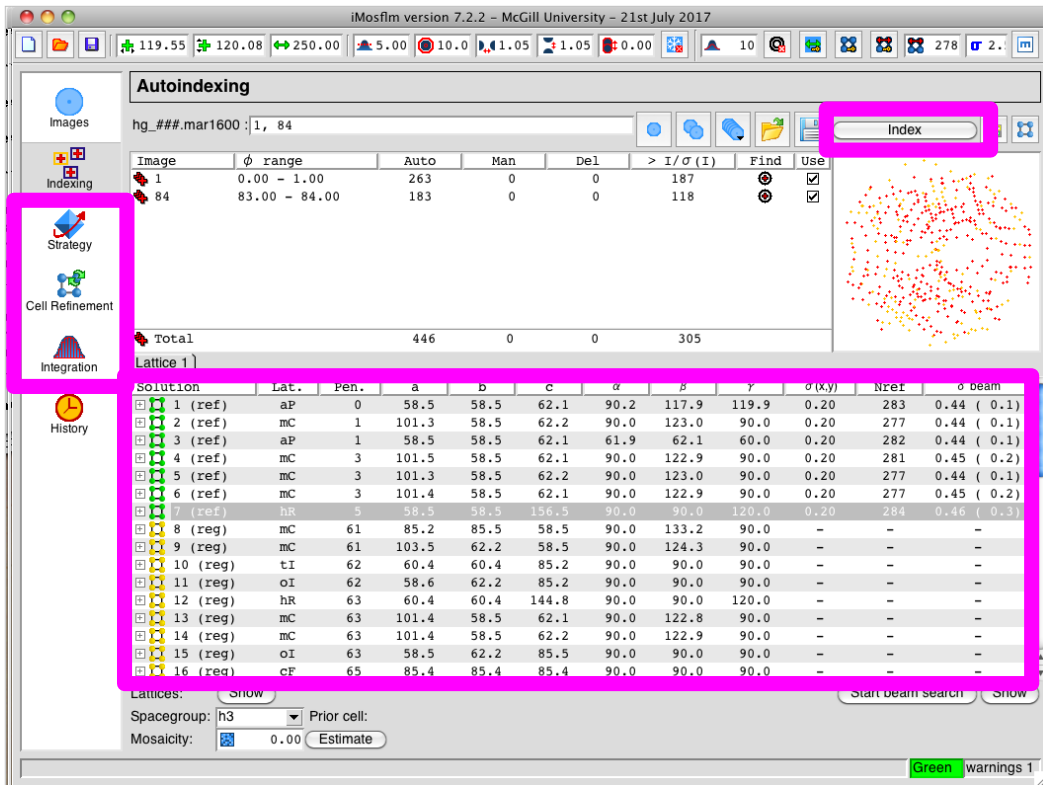 iMosflm version 7.2.2 – McGill University – 21st July 2017
119.55 120.08 250.00 5.00 10.0 1.05 1.05 0.00 10 278 σ 2. m
Autoindexing
Images
Indexing
Strategy
Cell Refinement
Integration
History
hg_###.mar1600 : 1, 84
Index
Image ϕ range Auto Man Del > I/σ(I) Find Use
1 0.00 – 1.00 263 0 0 187
84 83.00 – 84.00 183 0 0 118
Total 446 0 0 305
Lattice 1
Solution Lat. Pen. a b c α β γ σ(x,y) Nref δ beam
1 (ref) aP 0 58.5 58.5 62.1 90.2 117.9 119.9 0.20 283 0.44 ( 0.1)
2 (ref) mC 1 101.3 58.5 62.2 90.0 123.0 90.0 0.20 277 0.44 ( 0.1)
3 (ref) aP 1 58.5 58.5 62.1 61.9 62.1 60.0 0.20 282 0.44 ( 0.1)
4 (ref) mC 3 101.5 58.5 62.1 90.0 122.9 90.0 0.20 281 0.45 ( 0.2)
5 (ref) mC 3 101.3 58.5 62.2 90.0 123.0 90.0 0.20 277 0.44 ( 0.1)
6 (ref) mC 3 101.4 58.5 62.1 90.0 122.9 90.0 0.20 277 0.45 ( 0.2)
7 (ref) hR 5 58.5 58.5 156.5 90.0 90.0 120.0 0.20 284 0.46 ( 0.3)
8 (reg) mC 61 85.2 85.5 58.5 90.0 133.2 90.0 – – –
9 (reg) mC 61 103.5 62.2 58.5 90.0 124.3 90.0 – – –
10 (reg) tI 62 60.4 60.4 85.2 90.0 90.0 90.0 – – –
11 (reg) oI 62 58.6 62.2 85.2 90.0 90.0 90.0 – – –
12 (reg) hR 63 60.4 60.4 144.8 90.0 90.0 120.0 – – –
13 (reg) mC 63 101.4 58.5 62.1 90.0 122.8 90.0 – – –
14 (reg) mC 63 101.4 58.5 62.2 90.0 122.9 90.0 – – –
15 (reg) oI 63 58.5 62.2 85.5 90.0 90.0 90.0 – – –
16 (reg) cF 65 85.4 85.4 85.4 90.0 90.0 90.0 – – –
Lattices: Show Start beam search Show
Spacegroup: h3 Prior cell:
Mosaicity: 0.00 Estimate
Green warnings 1